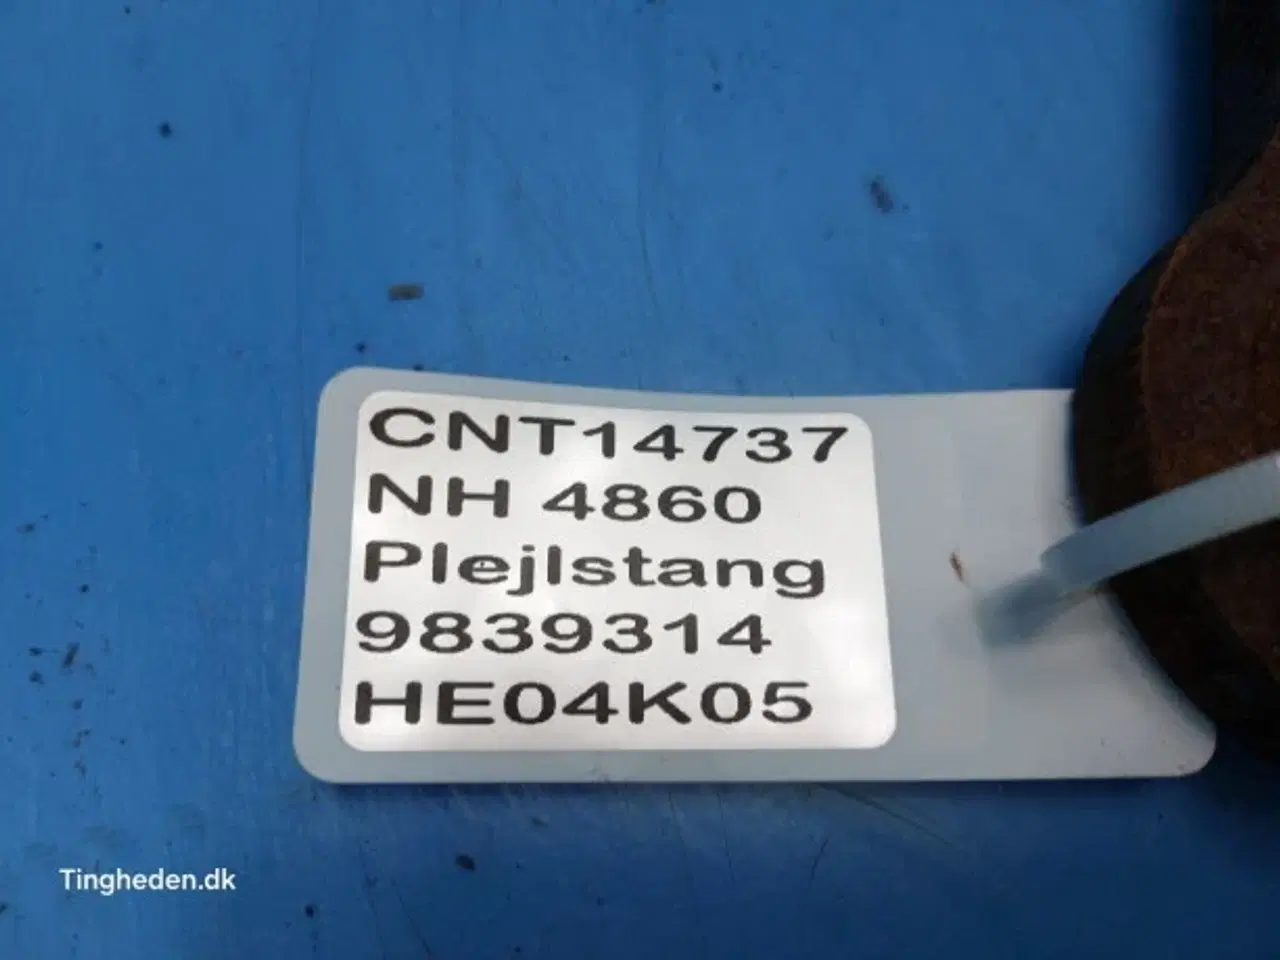 CNT14737
NH 4860
Plejlstang
9839314
HE04K05
Tingheden.dk